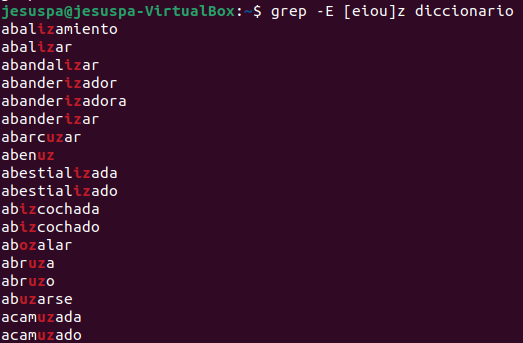 jesuspa@jesuspa-VirtualBox:~$ grep -E [eiou]z diccionario
abalizamiento
abalizar
abandalizar
abanderizador
abanderizadora
abanderizar
abarcuzar
abenuz
abestializada
abestializado
abizcochada
abizcochado
abozalar
abruza
abruzo
abuzarse
acamuzada
acamuzado